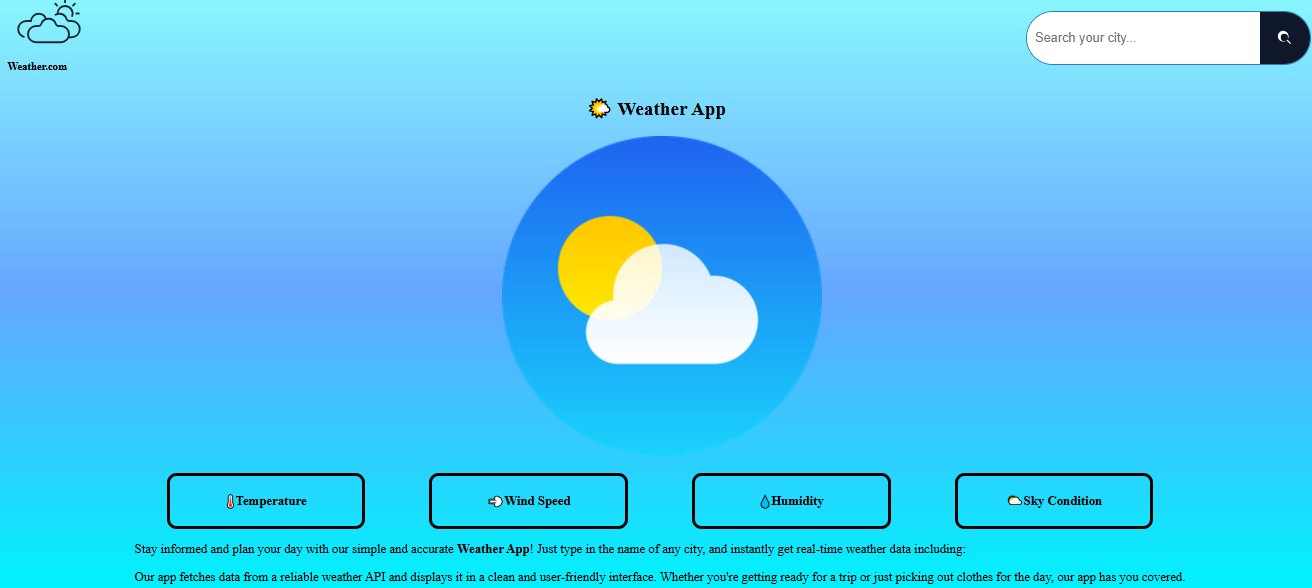 Search your city...
Weather.com
Weather App
Temperature
Wind Speed
Humidity
Sky Condition
Stay informed and plan your day with our simple and accurate Weather App! Just type in the name of any city, and instantly get real-time weather data including:
Our app fetches data from a reliable weather API and displays it in a clean and user-friendly interface. Whether you're getting ready for a trip or just picking out clothes for the day, our app has you covered.